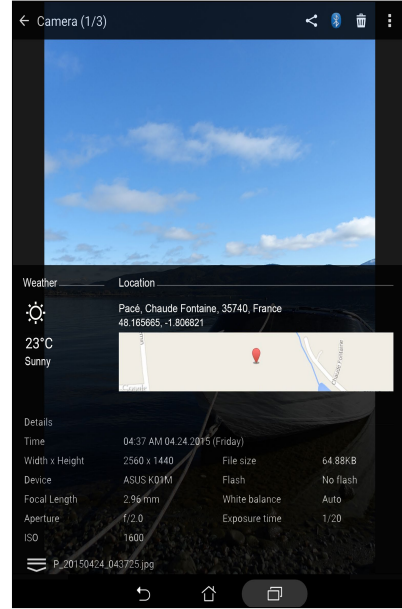 Camera (1/3)
Weather
Location
Pacé, Chaude Fontaine, 35740, France
48.165665, -1.806821
23°C
Sunny
Chaude Fontaine
Details
Time 04:37 AM 04.24.2015 (Friday)
Width x Height 2560 x 1440 File size 64.88KB
Device ASUS K01M Flash No flash
Focal Length 2.96 mm White balance Auto
Aperture f/2.0 Exposure time 1/20
ISO 1600
P_20150424_043725.jpg